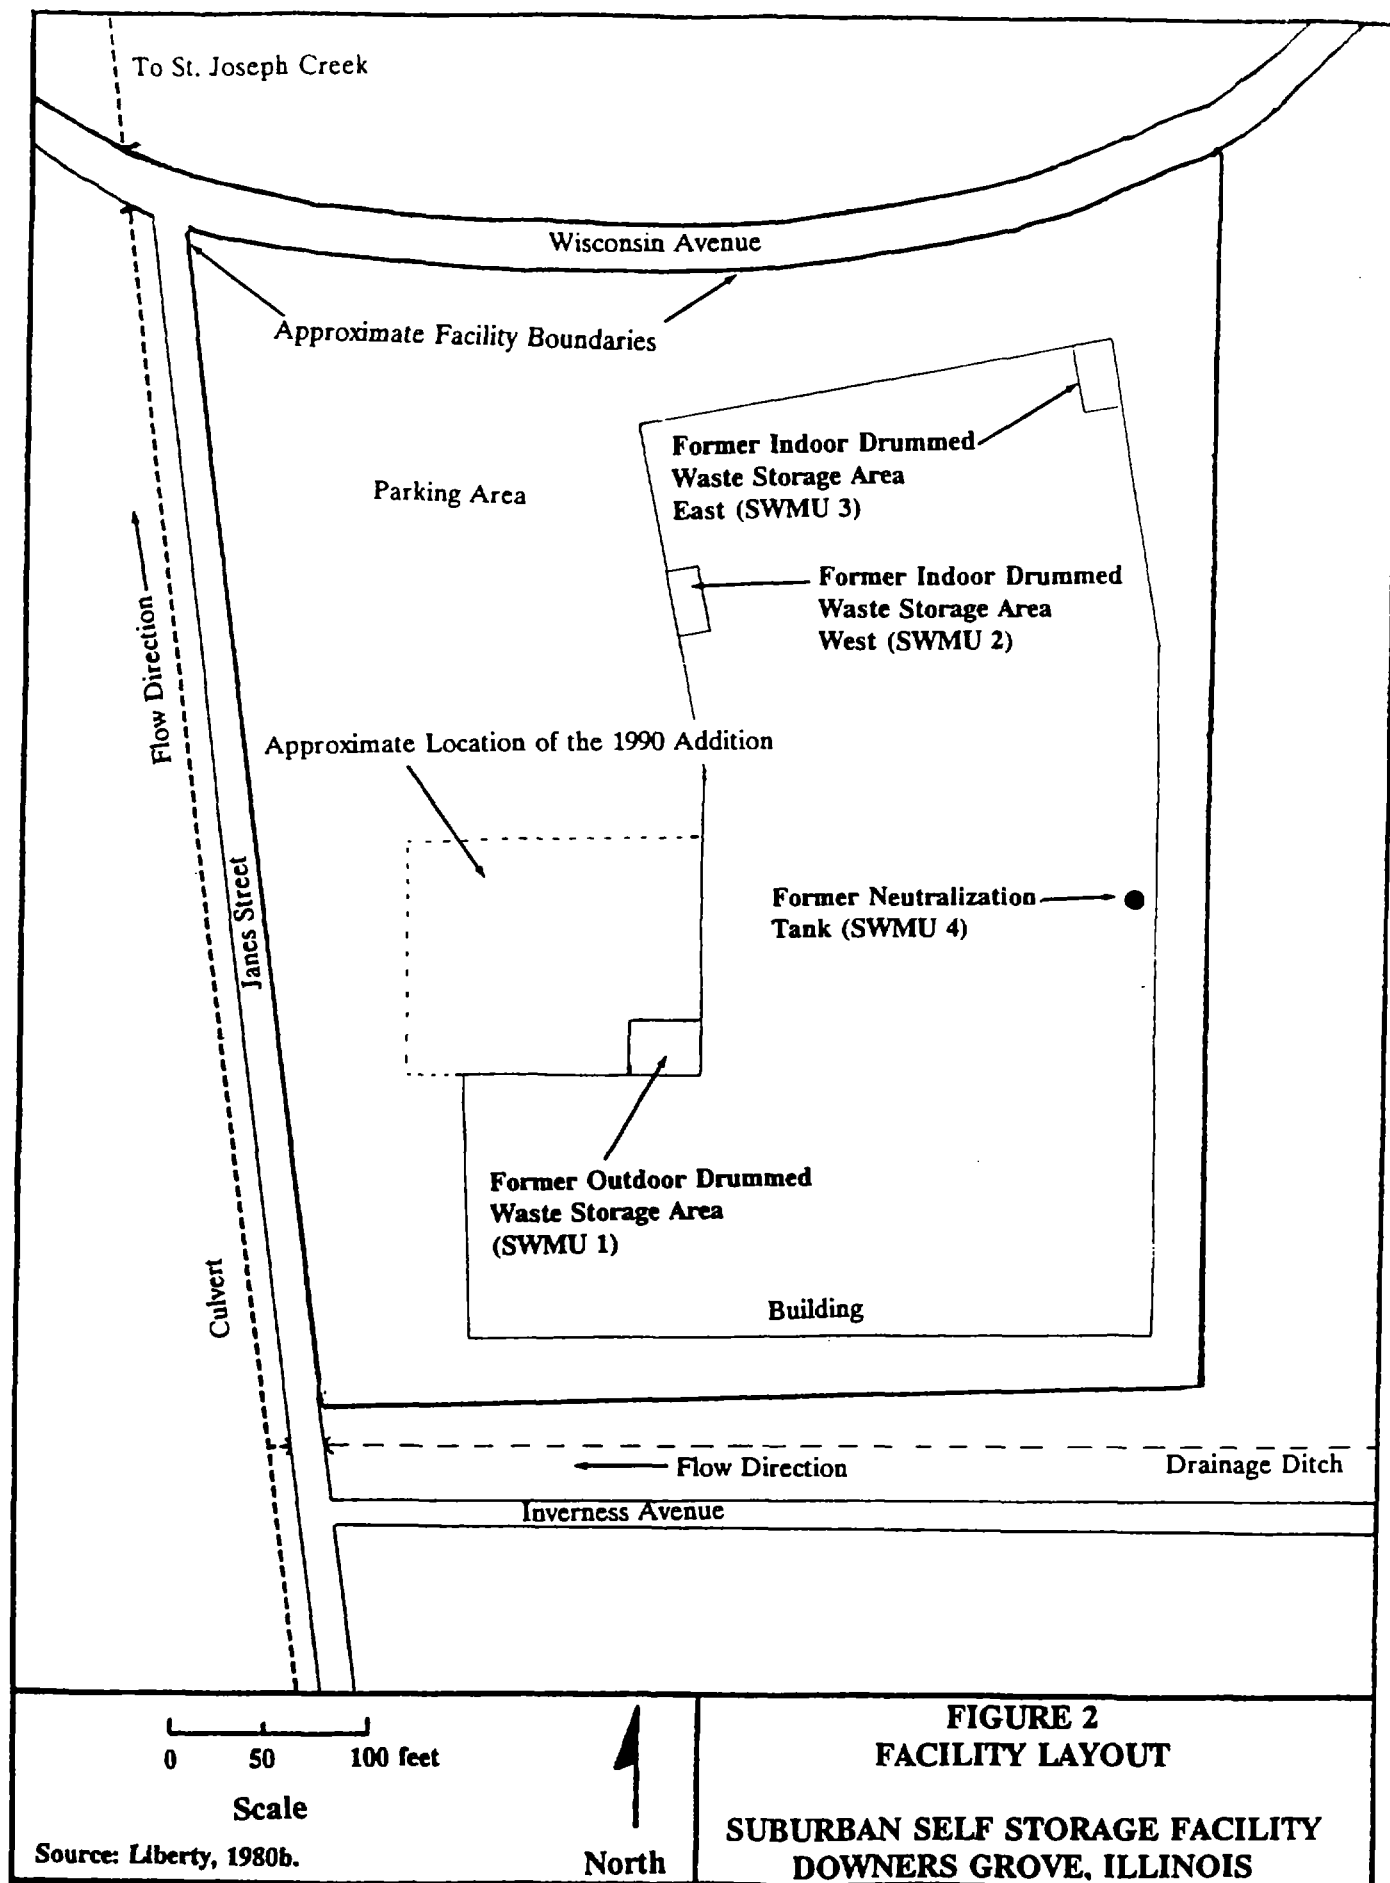 To St. Joseph Creek
Wisconsin Avenue
Approximate Facility Boundaries
Parking Area
Former Indoor Drummed
Waste Storage Area
East (SWMU 3)
Former Indoor Drummed
Waste Storage Area
West (SWMU 2)
Flow Direction
Approximate Location of the 1990 Addition
Janes Street
Former Neutralization
Tank (SWMU 4)
Former Outdoor Drummed
Waste Storage Area
(SWMU 1)
Culvert
Building
Flow Direction
Drainage Ditch
Inverness Avenue
0 50 100 feet
Scale
Source: Liberty, 1980b.
North
FIGURE 2
FACILITY LAYOUT
SUBURBAN SELF STORAGE FACILITY
DOWNERS GROVE, ILLINOIS